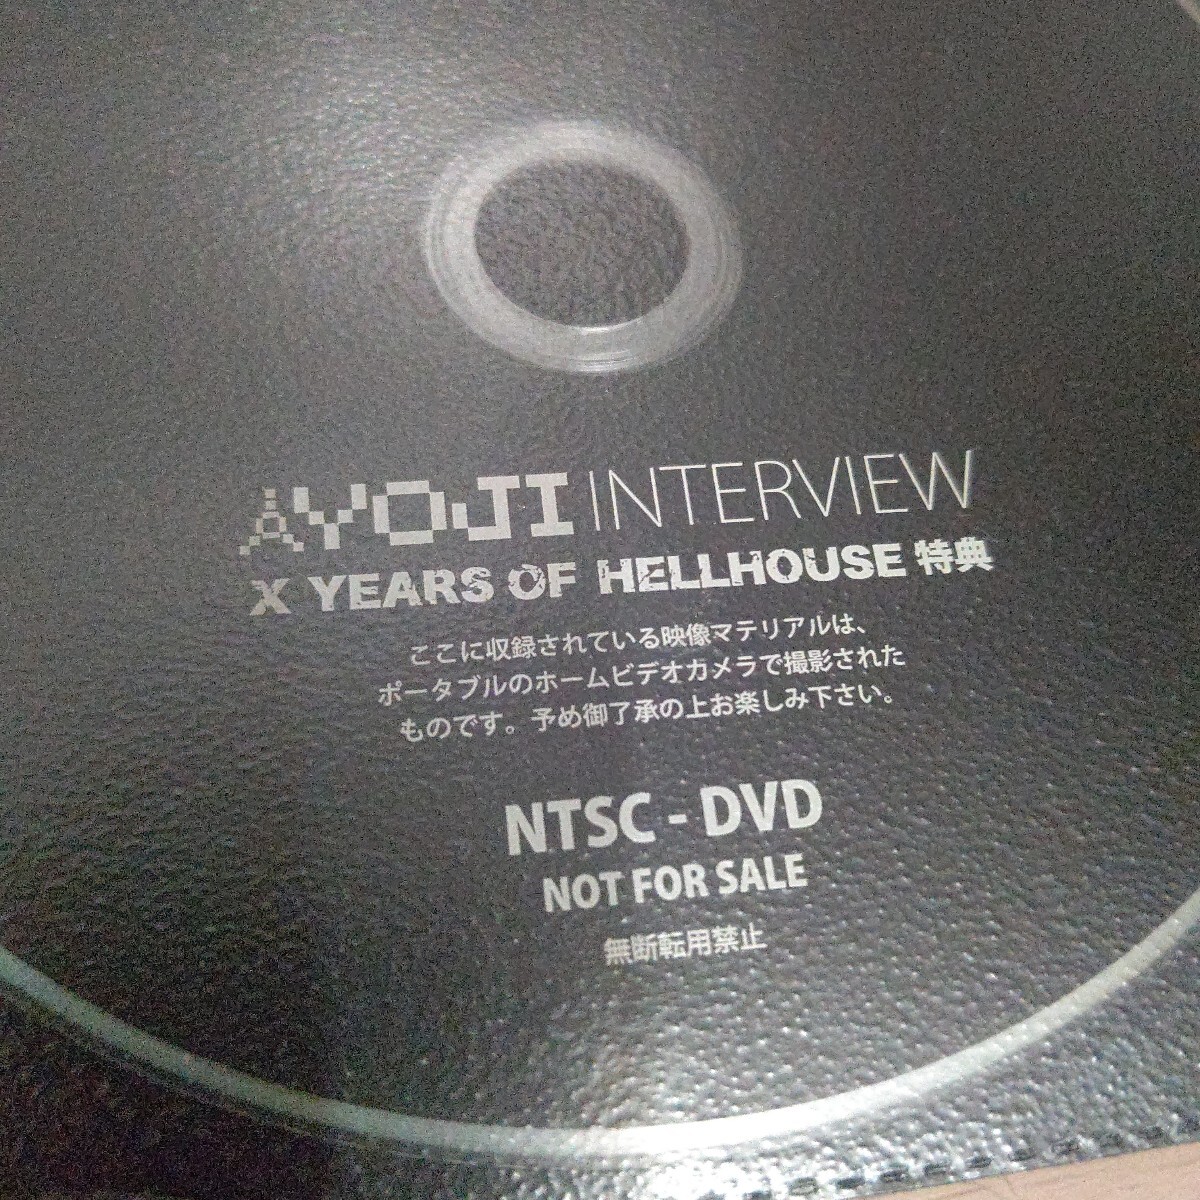 YOJI INTERVIEW
X YEARS OF HELLHOUSE 特典
ここに収録されている映像マテリアルは、
ポータブルのホームビデオカメラで撮影された
ものです。予め御了承の上お楽しみ下さい。
NTSC - DVD
NOT FOR SALE
無断転用禁止